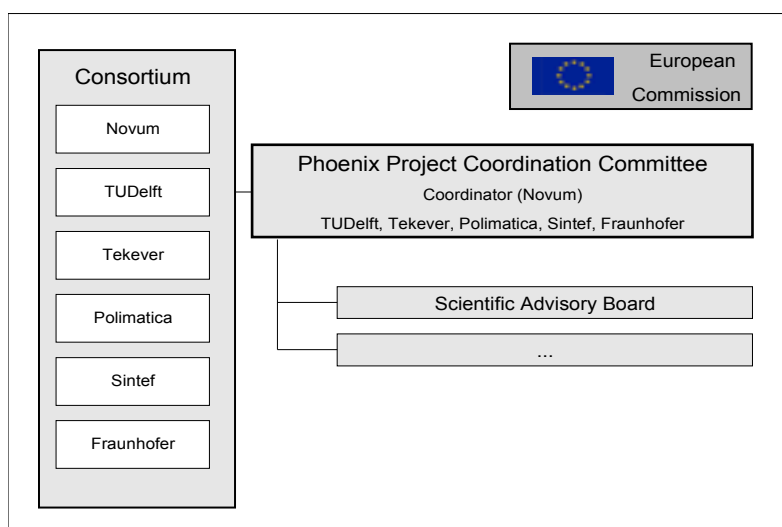 Consortium
Novum
TUDelft
Tekever
Polimatica
Sintef
Fraunhofer
European
Commission
Phoenix Project Coordination Committee
Coordinator (Novum)
TUDelft, Tekever, Polimatica, Sintef, Fraunhofer
Scientific Advisory Board
...